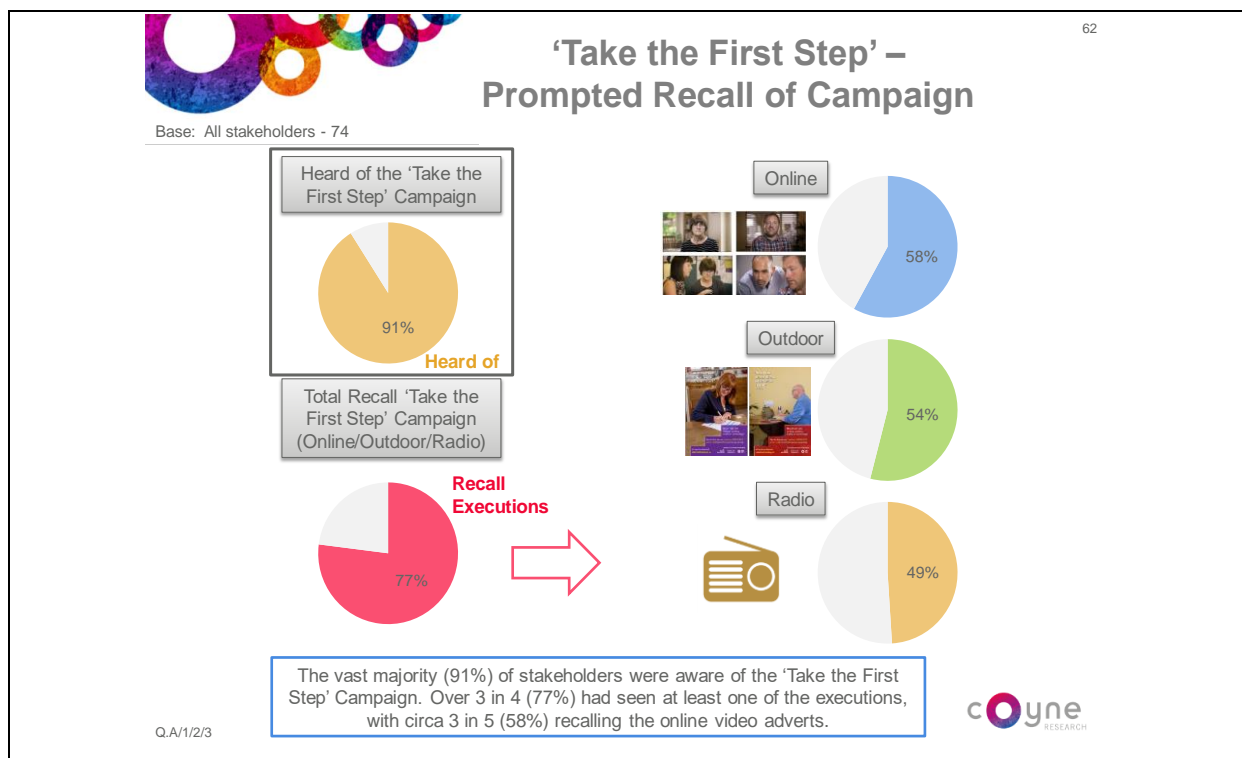 62
‘Take the First Step’ –
Prompted Recall of Campaign
Base: All stakeholders - 74
Heard of the ‘Take the
First Step’ Campaign
91%
Heard of
Total Recall ‘Take the
First Step’ Campaign
(Online/Outdoor/Radio)
Recall
Executions
77%
Online
58%
Outdoor
54%
Radio
49%
The vast majority (91%) of stakeholders were aware of the ‘Take the First
Step’ Campaign. Over 3 in 4 (77%) had seen at least one of the executions,
with circa 3 in 5 (58%) recalling the online video adverts.
Q.A/1/2/3
coyne
RESEARCH